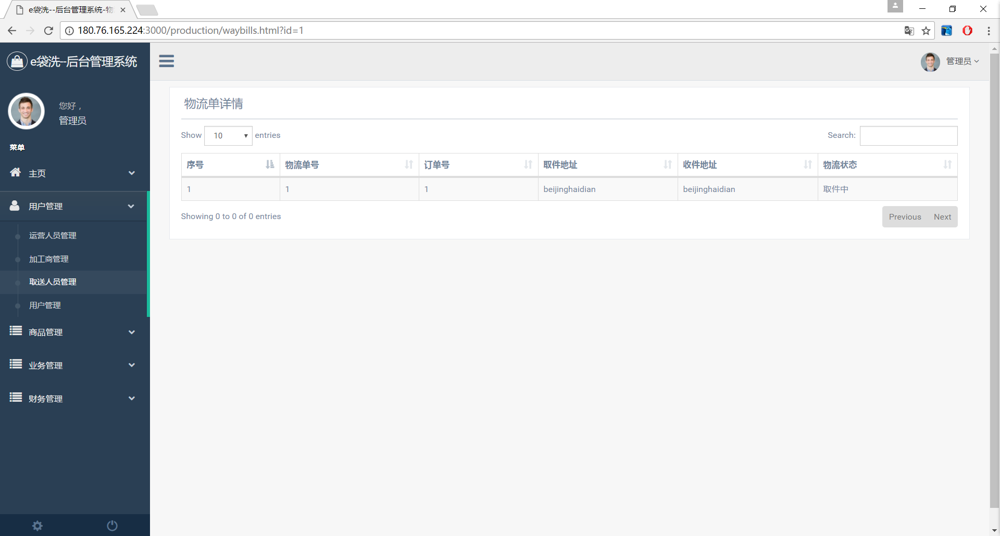 e袋洗--后台管理系统-物
180.76.165.224:3000/production/waybills.html?id=1
e袋洗--后台管理系统
管理员
您好，
管理员
菜单
主页
用户管理
运营人员管理
加工商管理
取送人员管理
用户管理
商品管理
业务管理
财务管理
物流单详情
Show 10 entries
Search:
序号 物流单号 订单号 取件地址 收件地址 物流状态
1 1 1 beijinghaidian beijinghaidian 取件中
Showing 0 to 0 of 0 entries
Previous Next